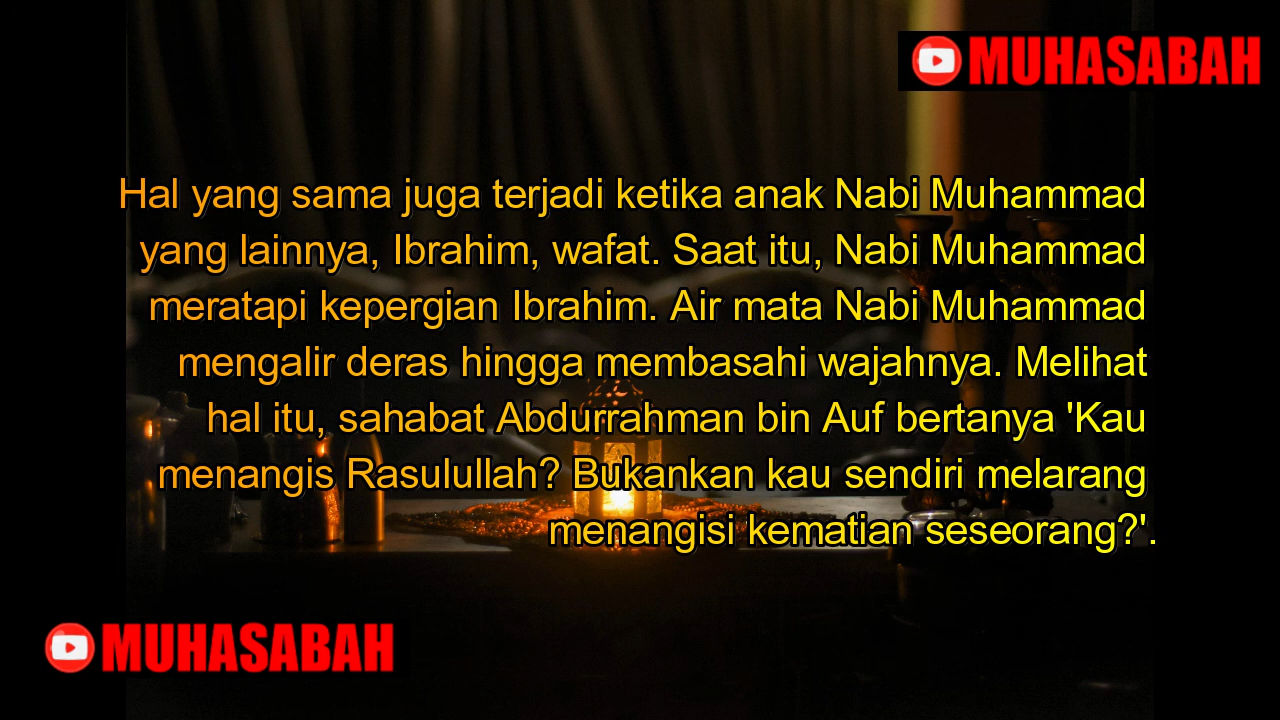 MUHASABAH
Hal yang sama juga terjadi ketika anak Nabi Muhammad
yang lainnya, Ibrahim, wafat. Saat itu, Nabi Muhammad
meratapi kepergian Ibrahim. Air mata Nabi Muhammad
mengalir deras hingga membasahi wajahnya. Melihat
hal itu, sahabat Abdurrahman bin Auf bertanya 'Kau
menangis Rasulullah? Bukankan kau sendiri melarang
menangisi kematian seseorang?'.
MUHASABAH